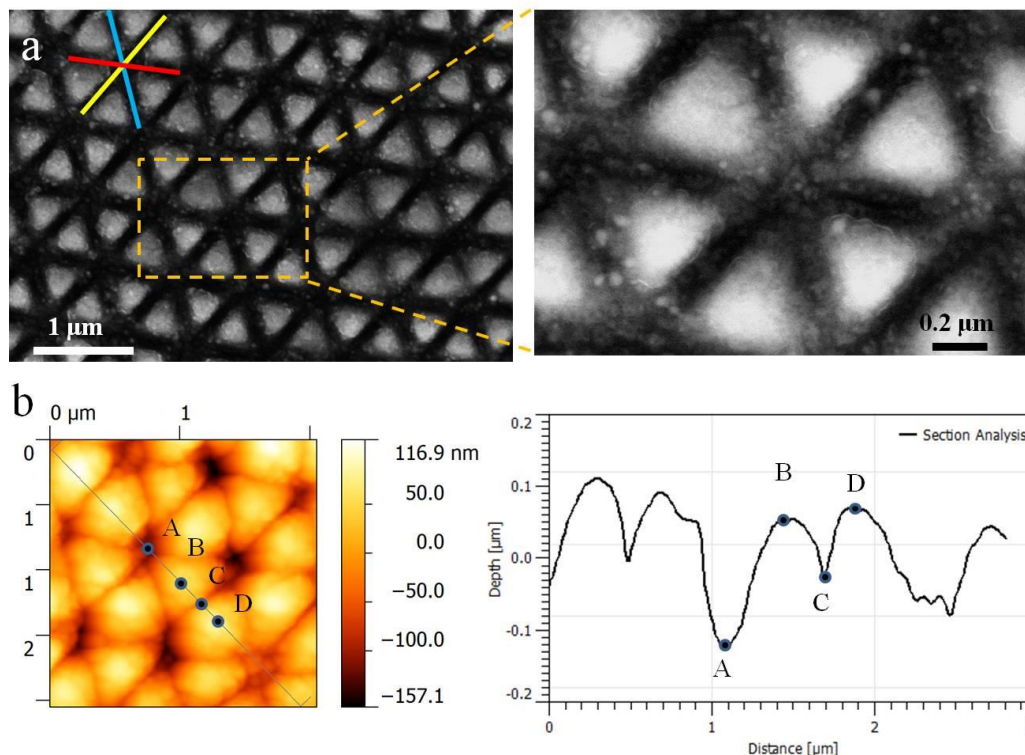 a
1 µm
0.2 µm
b
0 µm 1
0
1
1
2
A
B
C
D
116.9 nm
50.0
0.0
−50.0
−100.0
−157.1
0.2
0.1
0.0
-0.1
-0.2
Depth [µm]
Section Analysis
A
B
C
D
0 1 2
Distance [µm]